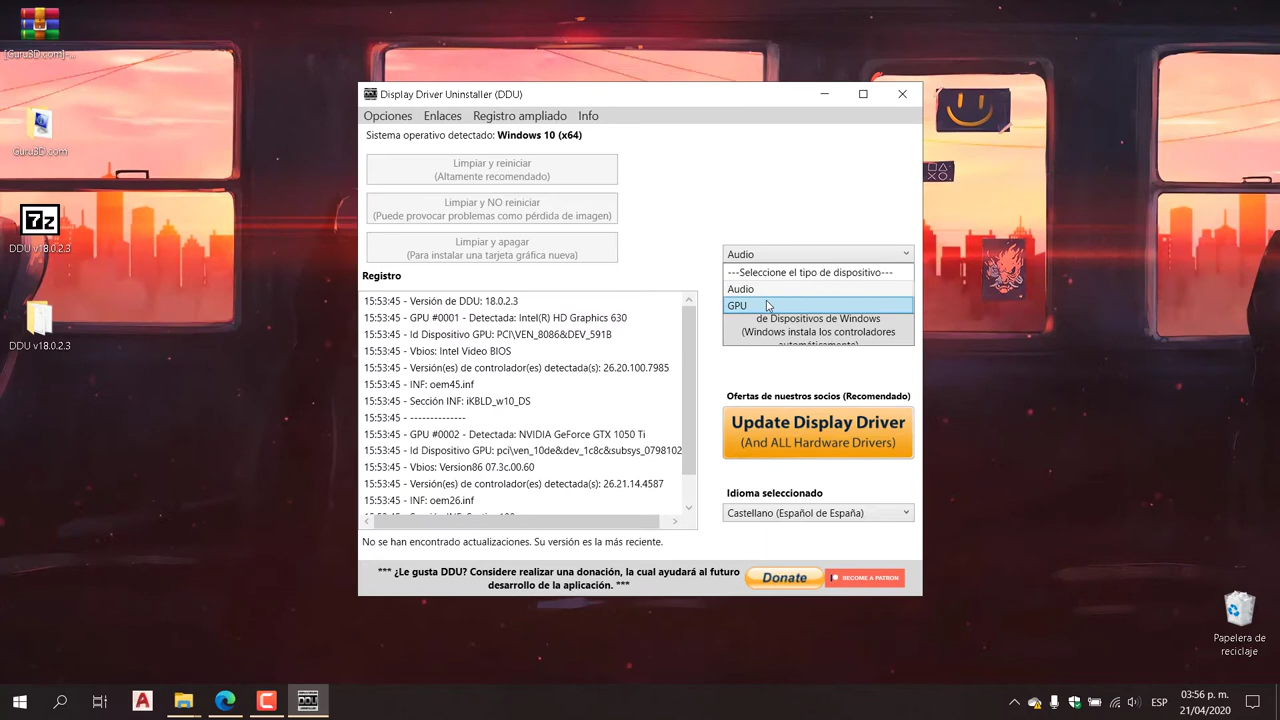 [Guru3D.com]-...
Guru3D.com
DDU v18.0.2.3
DDU v18.0.2.3
Display Driver Uninstaller (DDU)
Opciones Enlaces Registro ampliado Info
Sistema operativo detectado: Windows 10 (x64)
Limpiar y reiniciar
(Altamente recomendado)
Limpiar y NO reiniciar
(Puede provocar problemas como pérdida de imagen)
Limpiar y apagar
(Para instalar una tarjeta gráfica nueva)
Registro
15:53:45 - Versión de DDU: 18.0.2.3
15:53:45 - GPU #0001 - Detectada: Intel(R) HD Graphics 630
15:53:45 - Id Dispositivo GPU: PCI\VEN_8086&DEV_591B
15:53:45 - Vbios: Intel Video BIOS
15:53:45 - Versión(es) de controlador(es) detectada(s): 26.20.100.7985
15:53:45 - INF: oem45.inf
15:53:45 - Sección INF: iKBLD_w10_DS
15:53:45 - --------------
15:53:45 - GPU #0002 - Detectada: NVIDIA GeForce GTX 1050 Ti
15:53:45 - Id Dispositivo GPU: pci\ven_10de&dev_1c8c&subsys_0798102
15:53:45 - Vbios: Version86 07.3c.00.60
15:53:45 - Versión(es) de controlador(es) detectada(s): 26.21.14.4587
15:53:45 - INF: oem26.inf
No se han encontrado actualizaciones. Su versión es la más reciente.
Audio
---Seleccione el tipo de dispositivo---
Audio
GPU
de Dispositivos de Windows
(Windows instala los controladores
automáticamente)
Ofertas de nuestros socios (Recomendado)
Update Display Driver
(And ALL Hardware Drivers)
Idioma seleccionado
Castellano (Español de España)
*** ¿Le gusta DDU? Considere realizar una donación, la cual ayudará al futuro
desarrollo de la aplicación. ***
Donate
BECOME A PATRON
Papelera de
reciclaje
ESP
03:56 p. m.
21/04/2020